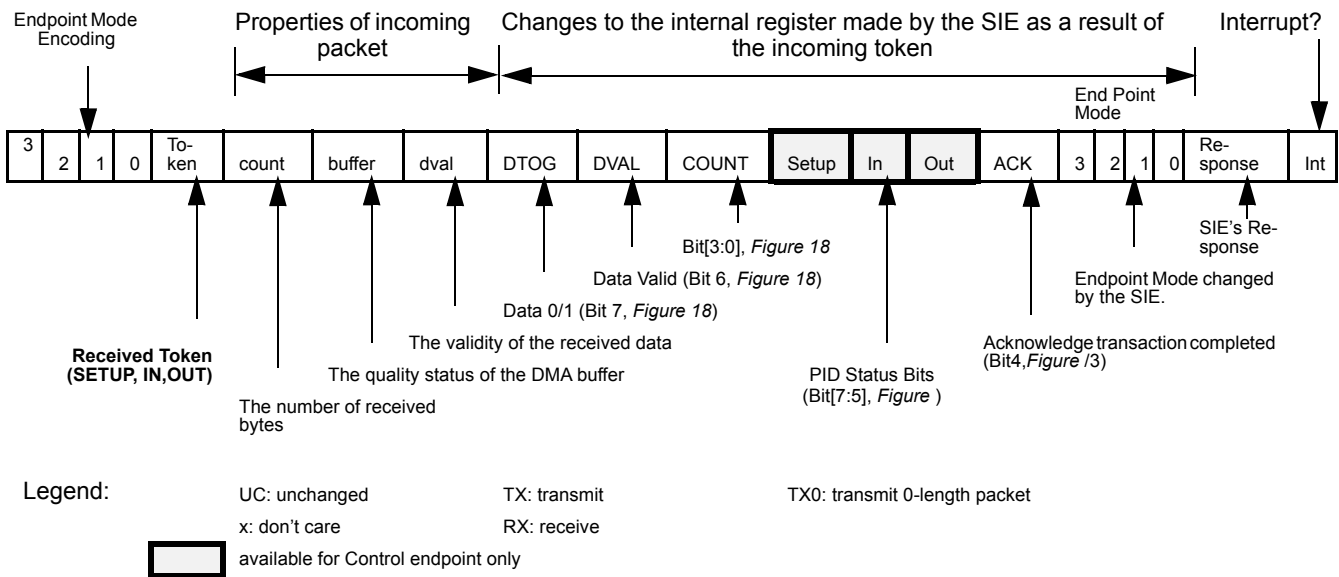 Endpoint Mode
Encoding
Properties of incoming
packet
Changes to the internal register made by the SIE as a result of
the incoming token
Interrupt?
End Point
Mode
3 2 1 0 To-
ken count buffer dval DTOG DVAL COUNT Setup In Out ACK 3 2 1 0 Re-
sponse Int
Bit[3:0], Figure 18
Data Valid (Bit 6, Figure 18)
Data 0/1 (Bit 7, Figure 18)
The validity of the received data
The quality status of the DMA buffer
The number of received
bytes
Received Token
(SETUP, IN,OUT)
PID Status Bits
(Bit[7:5], Figure )
SIE's Re-
sponse
Endpoint Mode changed
by the SIE.
Acknowledge transaction completed
(Bit4,Figure /3)
Legend:
UC: unchanged
TX: transmit
TX0: transmit 0-length packet
x: don't care
RX: receive
available for Control endpoint only